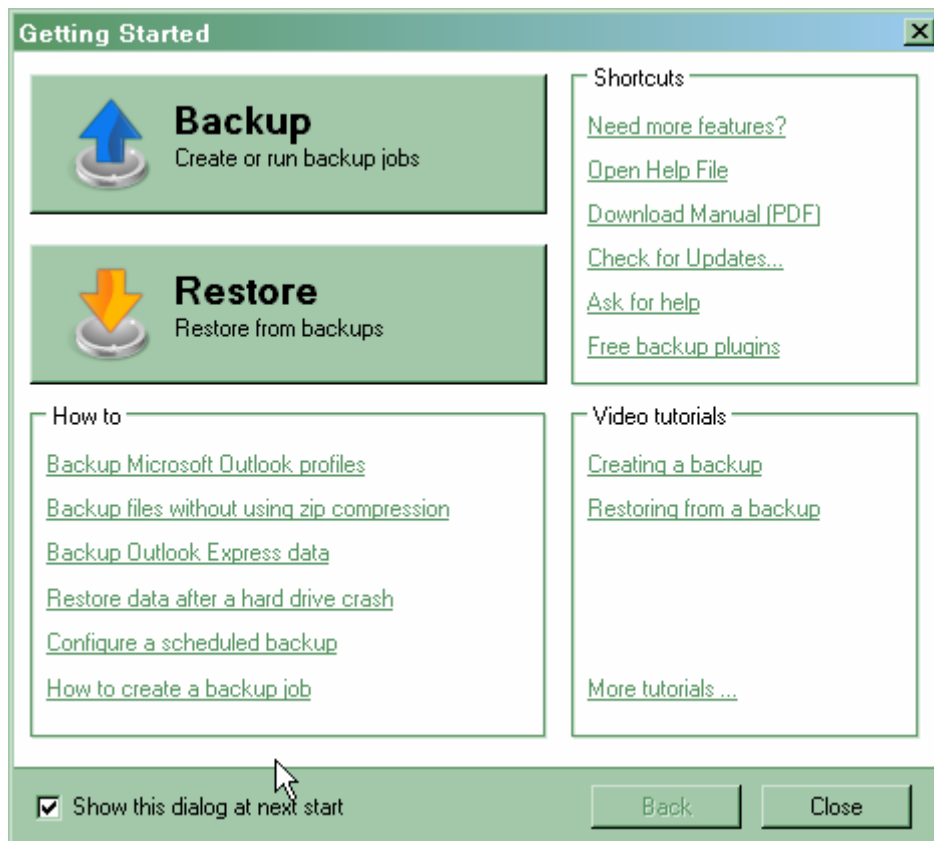 Getting Started
Backup
Create or run backup jobs
Restore
Restore from backups
Shortcuts
Need more features?
Open Help File
Download Manual (PDF)
Check for Updates...
Ask for help
Free backup plugins
How to
Backup Microsoft Outlook profiles
Backup files without using zip compression
Backup Outlook Express data
Restore data after a hard drive crash
Configure a scheduled backup
How to create a backup job
Video tutorials
Creating a backup
Restoring from a backup
More tutorials ...
Show this dialog at next start
Back
Close